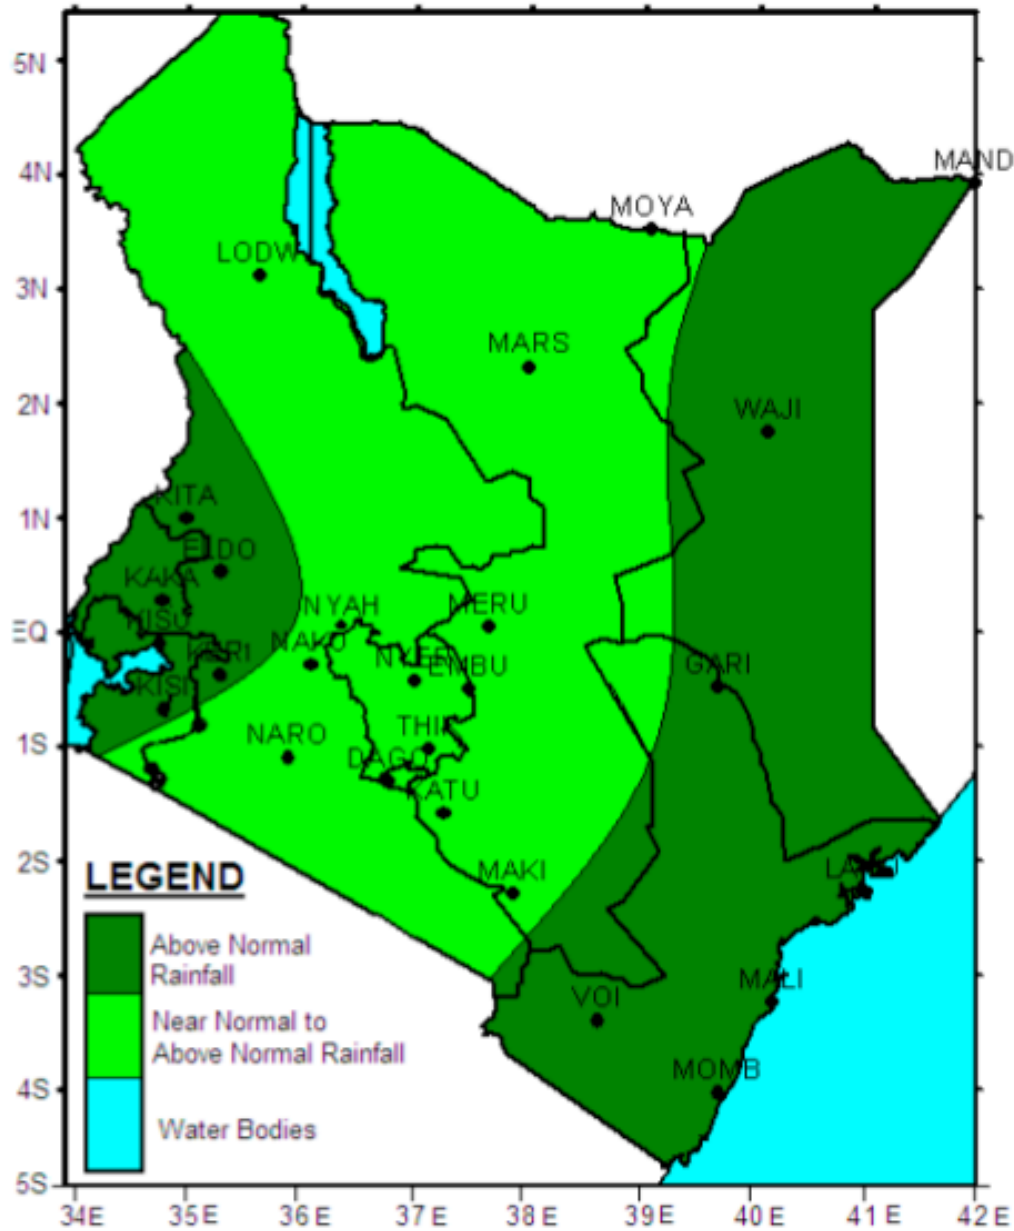 5N
4N
MAND
MOYA
LODW
3N
MARS
2N
WAJI
KITA
1N
ELDO
KAKA
NYAH
MERU
KISU
EQ
NAKU
KERI
NYER
EMBU
GARI
KISI
1S
NARO
THIK
DAGO
KATU
2S
MAKI
LAMU
LEGEND
Above Normal
Rainfall
3S
VOI
MALI
Near Normal to
Above Normal Rainfall
4S
MOMB
Water Bodies
5S
34E 35E 36E 37E 38E 39E 40E 41E 42E